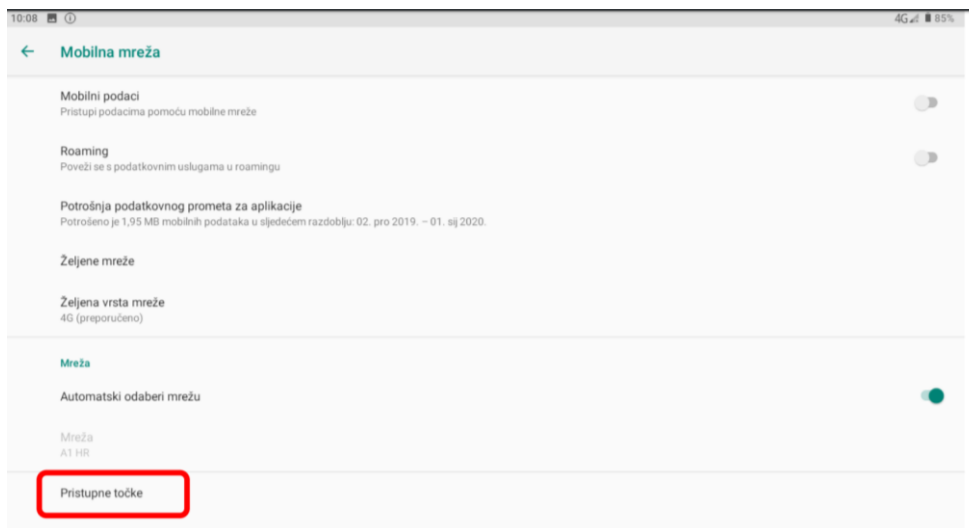 10:08
4G 85%
Mobilna mreža
Mobilni podaci
Pristupi podacima pomoću mobilne mreže
Roaming
Poveži se s podatkovnim uslugama u roamingu
Potrošnja podatkovnog prometa za aplikacije
Potrošeno je 1,95 MB mobilnih podataka u sljedećem razdoblju: 02. pro 2019. – 01. sij 2020.
Željene mreže
Željena vrsta mreže
4G (preporučeno)
Mreža
Automatski odaberi mrežu
Mreža
A1 HR
Pristupne točke